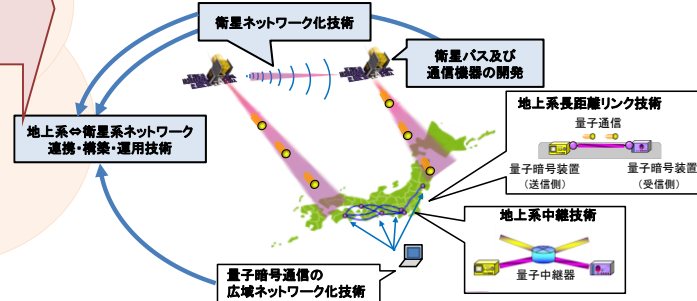 衛星ネットワーク化技術
衛星バス及び
通信機器の開発
地上系⇔衛星系ネットワーク
連携・構築・運用技術
地上系長距離リンク技術
量子通信
量子暗号装置
（送信側）
量子暗号装置
（受信側）
地上系中継技術
量子中継器
量子暗号通信の
広域ネットワーク化技術